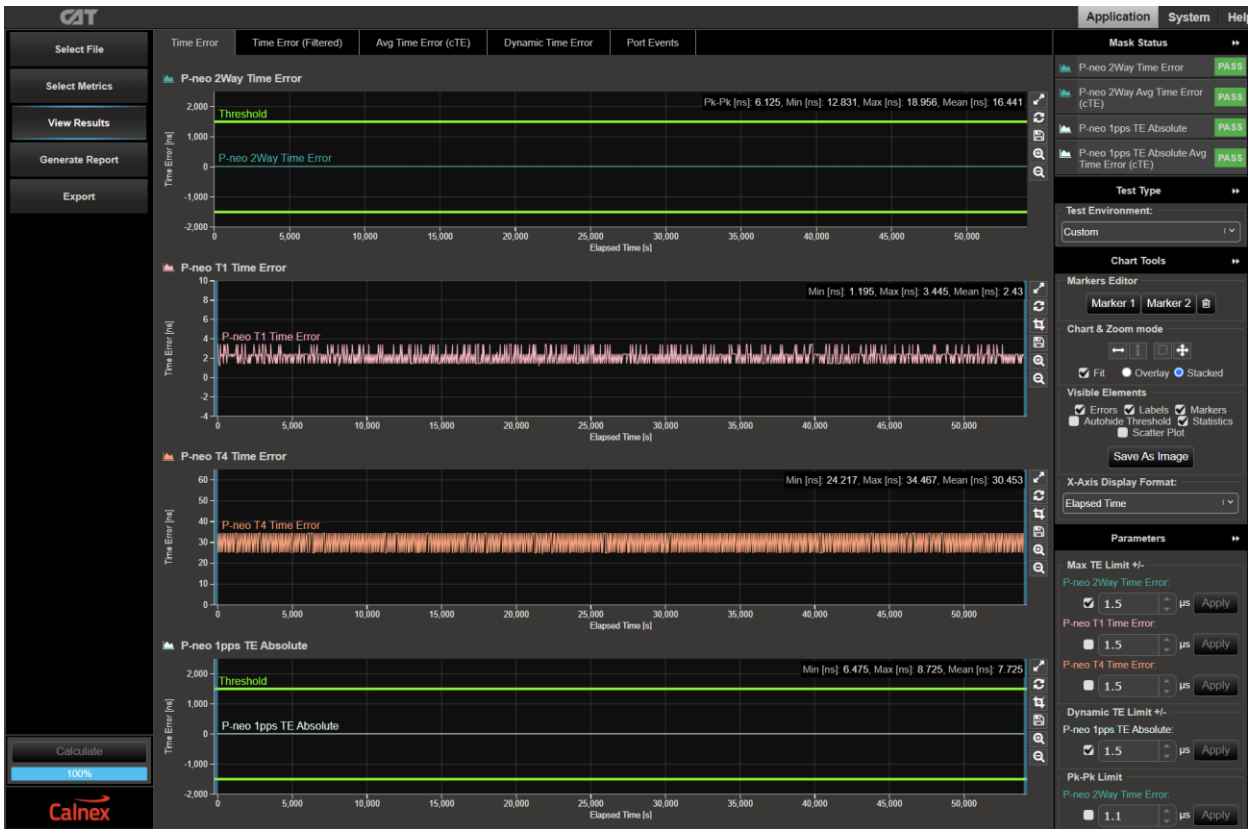 CAT
Application System Help
Select File
Select Metrics
View Results
Generate Report
Export
Calculate
100%
Calnex
Time Error Time Error (Filtered) Avg Time Error (cTE) Dynamic Time Error Port Events
P-neo 2Way Time Error
Pk-Pk [ns]: 6.125, Min [ns]: 12.831, Max [ns]: 18.956, Mean [ns]: 16.441
Threshold
P-neo 2Way Time Error
Time Error [ns]
2,000
1,000
0
-1,000
-2,000
0 5,000 10,000 15,000 20,000 25,000 30,000 35,000 40,000 45,000 50,000
Elapsed Time [s]
P-neo T1 Time Error
Min [ns]: 1.195, Max [ns]: 3.445, Mean [ns]: 2.43
P-neo T1 Time Error
Time Error [ns]
10
8
6
4
2
0
-2
-4
0 5,000 10,000 15,000 20,000 25,000 30,000 35,000 40,000 45,000 50,000
Elapsed Time [s]
P-neo T4 Time Error
Min [ns]: 24.217, Max [ns]: 34.467, Mean [ns]: 30.453
P-neo T4 Time Error
Time Error [ns]
60
50
40
30
20
10
0
0 5,000 10,000 15,000 20,000 25,000 30,000 35,000 40,000 45,000 50,000
Elapsed Time [s]
P-neo 1pps TE Absolute
Min [ns]: 6.475, Max [ns]: 8.725, Mean [ns]: 7.725
Threshold
P-neo 1pps TE Absolute
Time Error [ns]
2,000
1,000
0
-1,000
-2,000
0 5,000 10,000 15,000 20,000 25,000 30,000 35,000 40,000 45,000 50,000
Elapsed Time [s]
Mask Status
P-neo 2Way Time Error PASS
P-neo 2Way Avg Time Error
(cTE) PASS
P-neo 1pps TE Absolute PASS
P-neo 1pps TE Absolute Avg
Time Error (cTE) PASS
Test Type
Test Environment:
Custom
Chart Tools
Markers Editor
Marker 1 Marker 2
Chart & Zoom mode
Fit Overlay Stacked
Visible Elements
Errors Labels Markers
Autohide Threshold Statistics
Scatter Plot
Save As Image
X-Axis Display Format:
Elapsed Time
Parameters
Max TE Limit +/-
P-neo 2Way Time Error:
1.5 µs Apply
P-neo T1 Time Error:
1.5 µs Apply
P-neo T4 Time Error:
1.5 µs Apply
Dynamic TE Limit +/-
P-neo 1pps TE Absolute:
1.5 µs Apply
Pk-Pk Limit
P-neo 2Way Time Error:
1.1 µs Apply